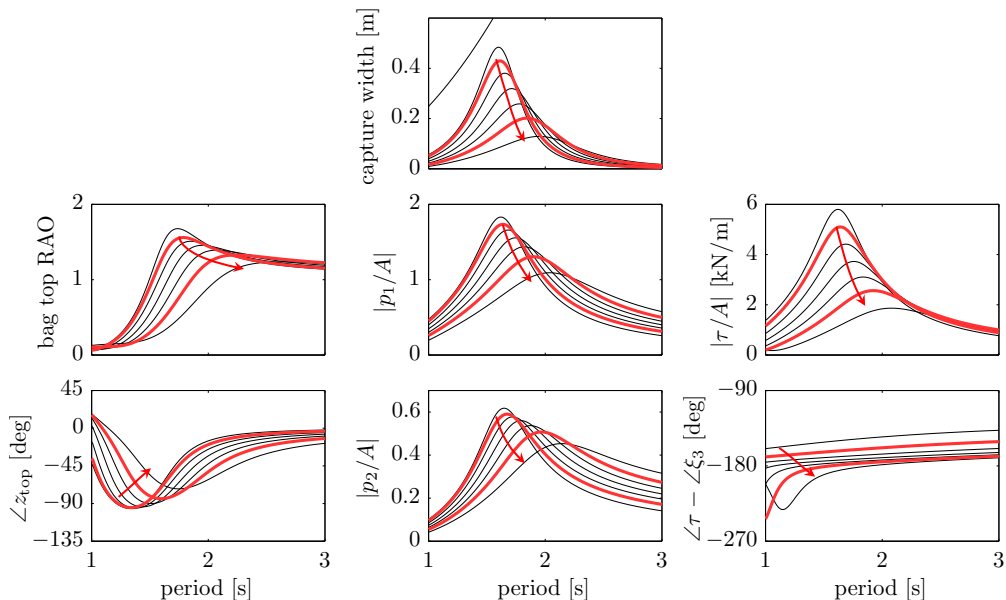 capture width [m]
0.4
0.2
0
bag top RAO
2
1
0
|p₁/A|
2
1
0
|τ/A| [kN/m]
6
4
2
0
∠z_top [deg]
45
0
−45
−90
−135
1 2 3
period [s]
|p₂/A|
0.6
0.4
0.2
0
1 2 3
period [s]
∠τ − ∠ξ₃ [deg]
−90
−180
−270
1 2 3
period [s]